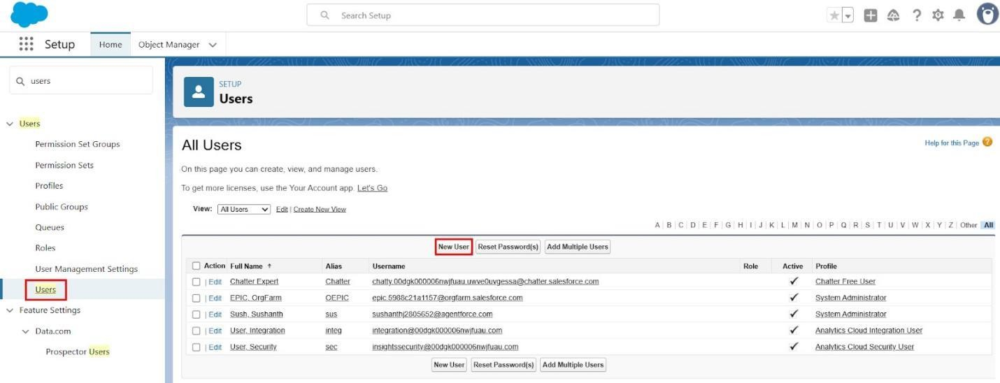 Search Setup
Setup Home Object Manager
users
Users
Permission Set Groups
Permission Sets
Profiles
Public Groups
Queues
Roles
User Management Settings
Users
Feature Settings
Data.com
Prospector Users
SETUP
Users
All Users
Help for this Page ?
On this page you can create, view, and manage users.
To get more licenses, use the Your Account app. Let's Go
View: All Users Edit | Create New View
A | B | C | D | E | F | G | H | I | J | K | L | M | N | O | P | Q | R | S | T | U | V | W | X | Y | Z | Other | All
New User Reset Password(s) Add Multiple Users
Action Full Name ↑ Alias Username Role Active Profile
| Edit Chatter Expert Chatter chatty.00dgk000006nwjfuau.uwve0uvgessa@chatter.salesforce.com ✓ Chatter Free User
| Edit EPIC, OrgFarm OEPIC epic.5988c21a1157@orgfarm.salesforce.com ✓ System Administrator
| Edit Sush, Sushanth sus sushanthj2805652@agentforce.com ✓ System Administrator
| Edit User, Integration integ integration@00dgk000006nwjfuau.com ✓ Analytics Cloud Integration User
| Edit User, Security sec insightssecurity@00dgk000006nwjfuau.com ✓ Analytics Cloud Security User
New User Reset Password(s) Add Multiple Users